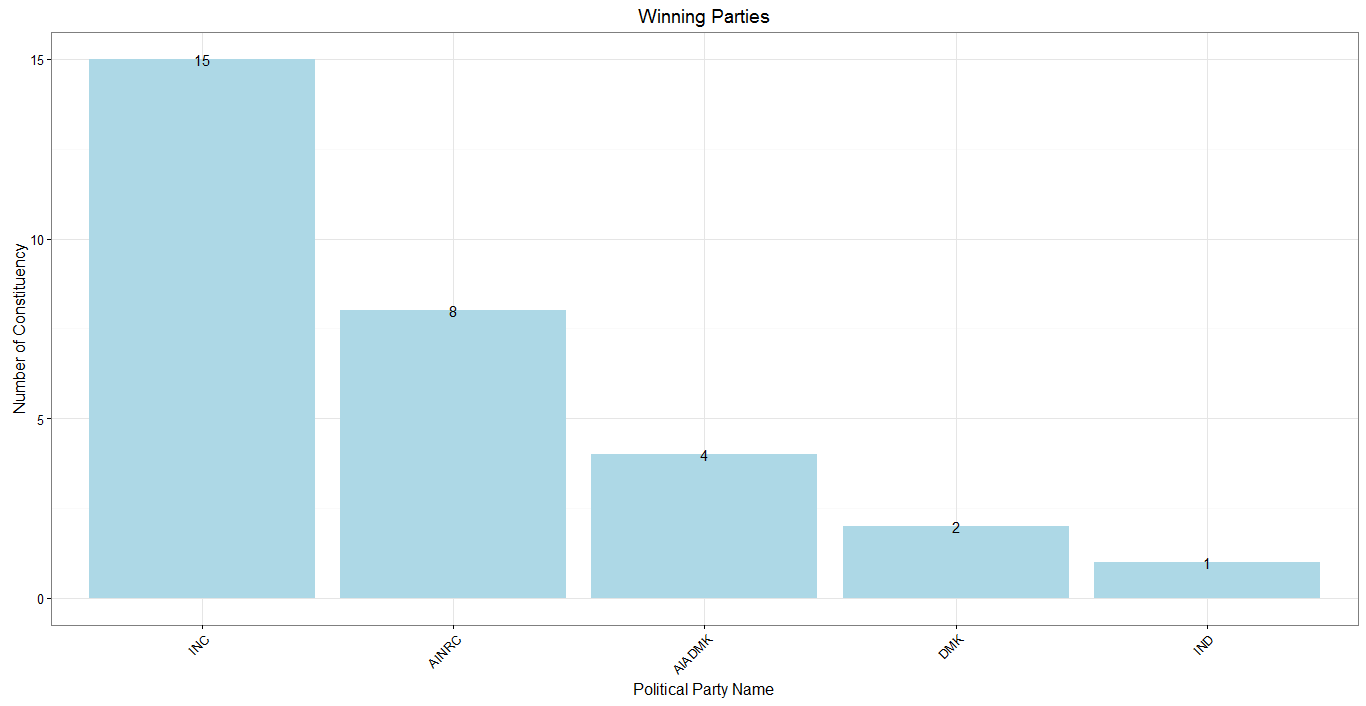 Winning Parties
Number of Constituency
15
10
5
0
15
8
4
2
1
INC
AINRC
AIADMK
DMK
IND
Political Party Name